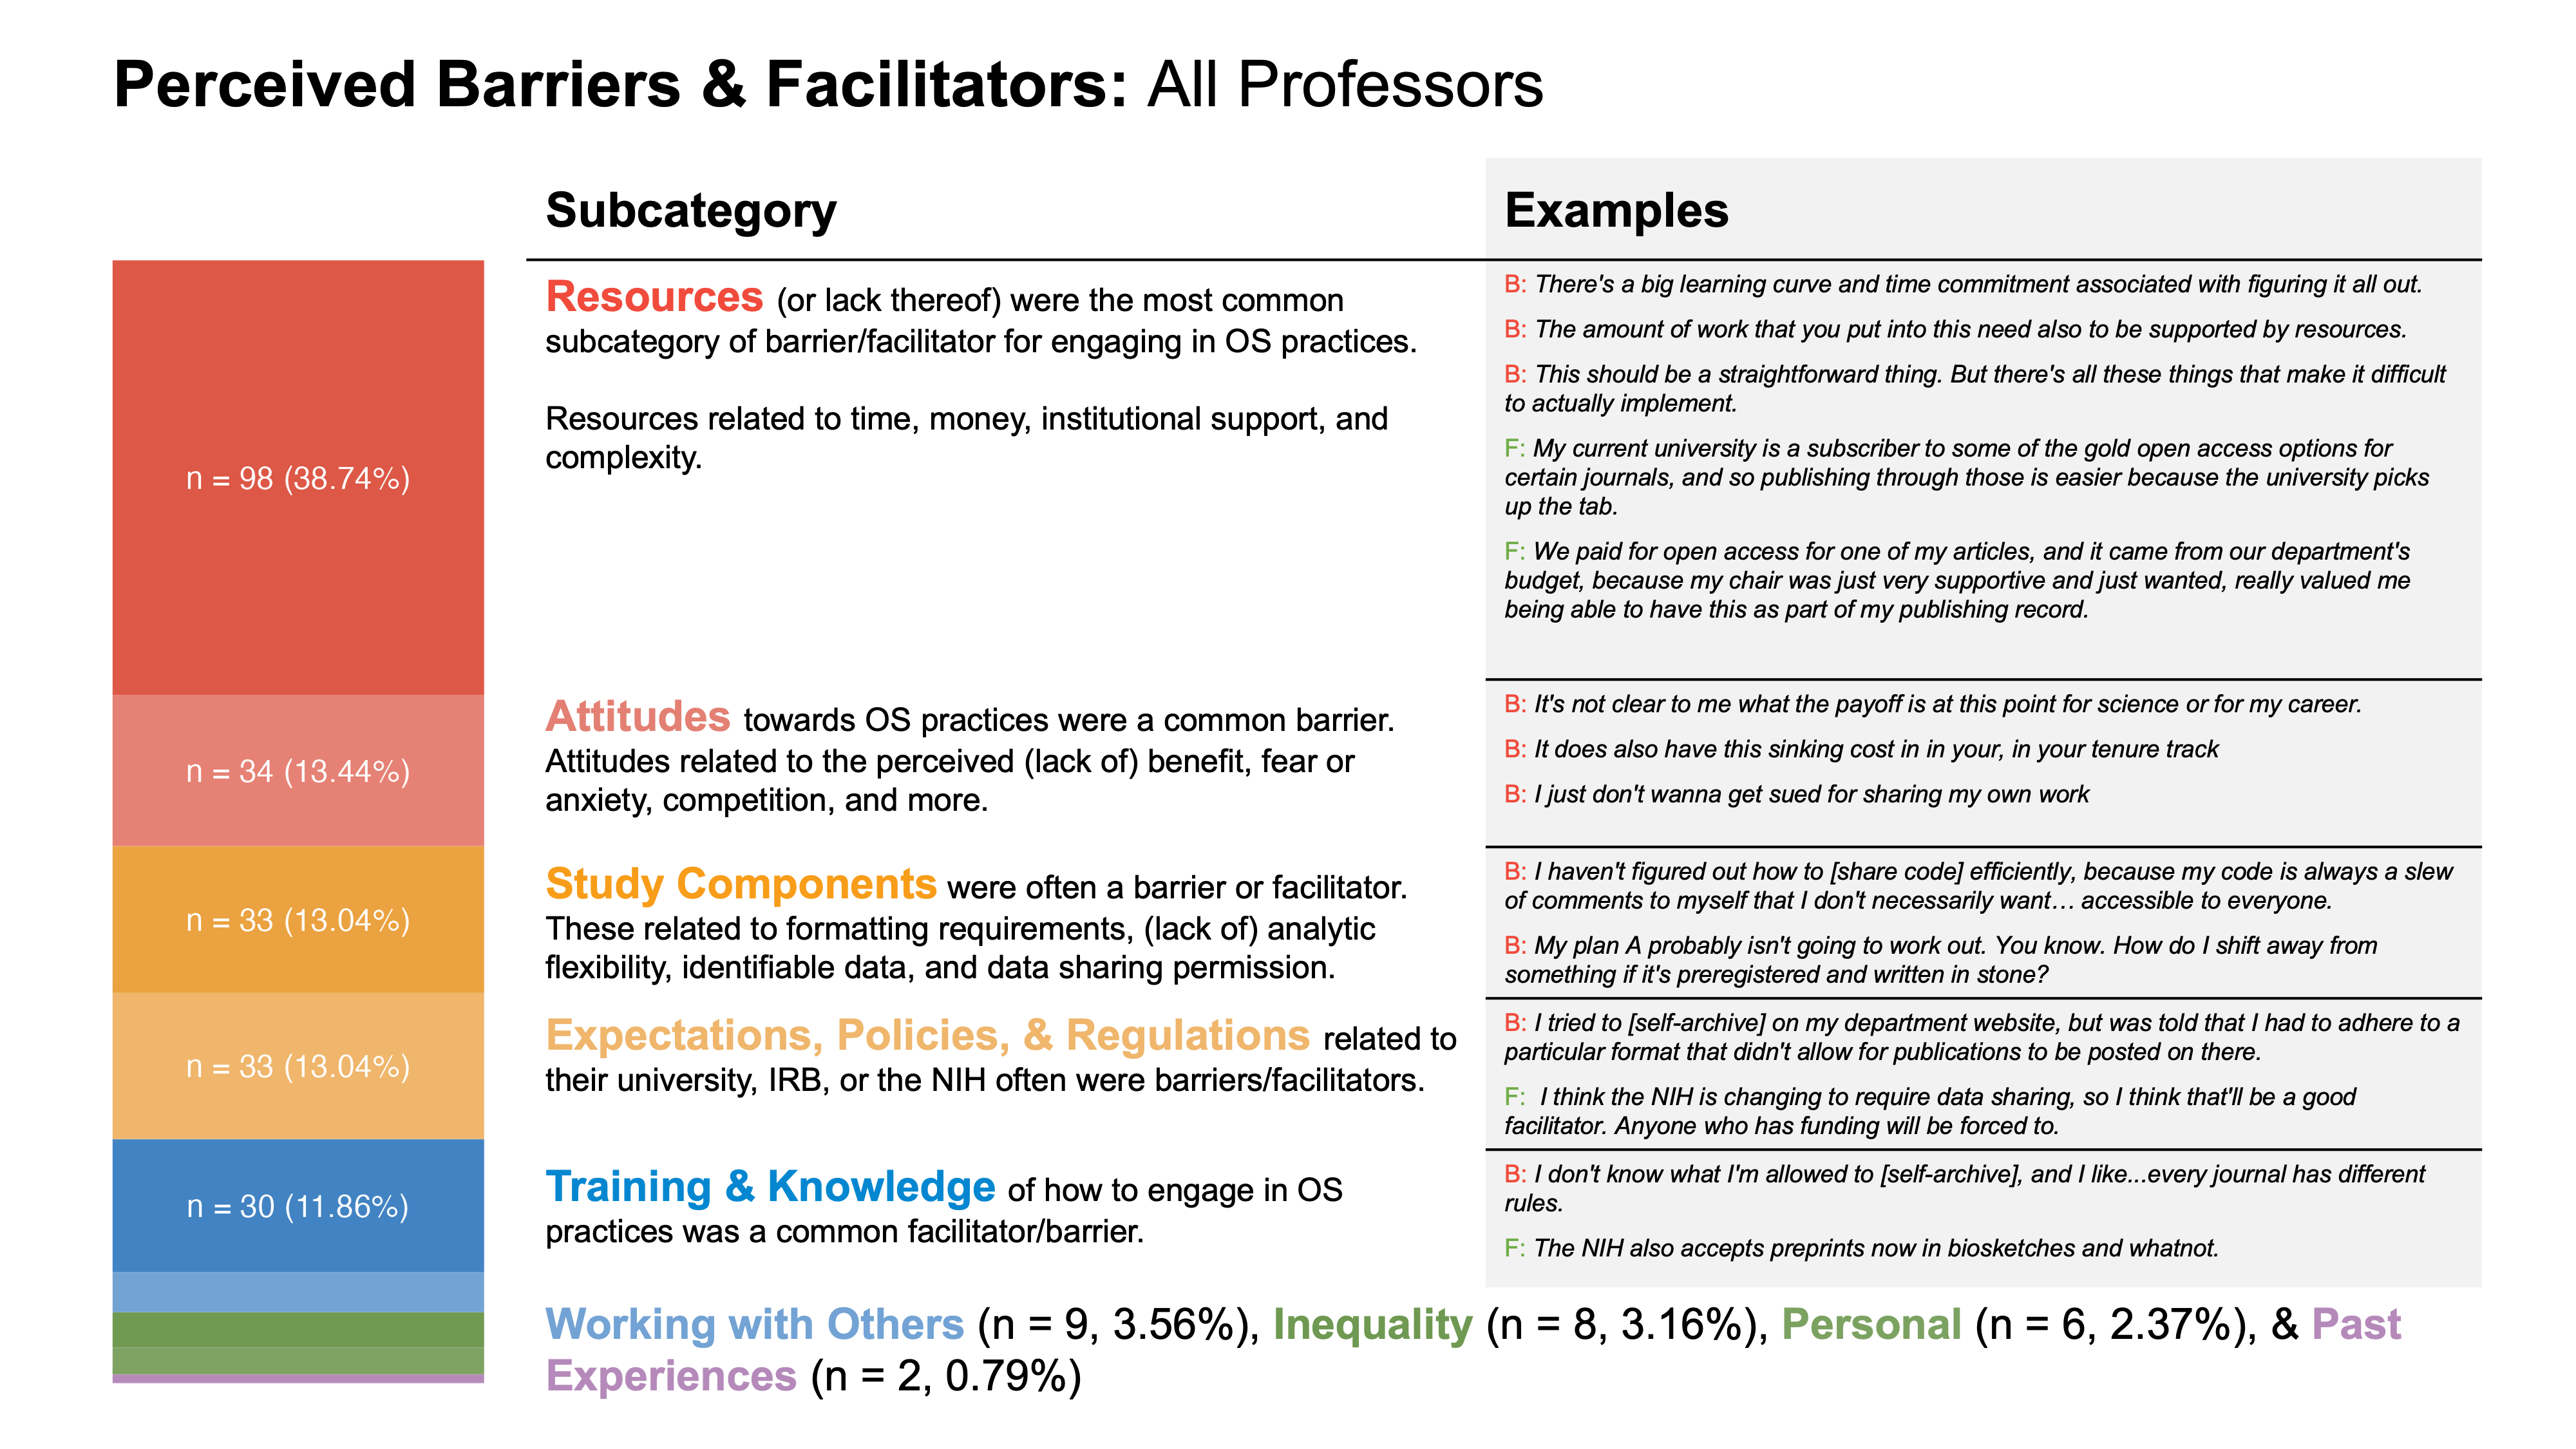 Perceived Barriers & Facilitators: All Professors
Subcategory
Examples
n = 98 (38.74%)
Resources (or lack thereof) were the most common
subcategory of barrier/facilitator for engaging in OS practices.
Resources related to time, money, institutional support, and
complexity.
B: There's a big learning curve and time commitment associated with figuring it all out.
B: The amount of work that you put into this need also to be supported by resources.
B: This should be a straightforward thing. But there's all these things that make it difficult
to actually implement.
F: My current university is a subscriber to some of the gold open access options for
certain journals, and so publishing through those is easier because the university picks
up the tab.
F: We paid for open access for one of my articles, and it came from our department's
budget, because my chair was just very supportive and just wanted, really valued me
being able to have this as part of my publishing record.
n = 34 (13.44%)
Attitudes towards OS practices were a common barrier.
Attitudes related to the perceived (lack of) benefit, fear or
anxiety, competition, and more.
B: It's not clear to me what the payoff is at this point for science or for my career.
B: It does also have this sinking cost in in your, in your tenure track
B: I just don't wanna get sued for sharing my own work
n = 33 (13.04%)
Study Components were often a barrier or facilitator.
These related to formatting requirements, (lack of) analytic
flexibility, identifiable data, and data sharing permission.
B: I haven't figured out how to [share code] efficiently, because my code is always a slew
of comments to myself that I don't necessarily want… accessible to everyone.
B: My plan A probably isn't going to work out. You know. How do I shift away from
something if it's preregistered and written in stone?
n = 33 (13.04%)
Expectations, Policies, & Regulations related to
their university, IRB, or the NIH often were barriers/facilitators.
B: I tried to [self-archive] on my department website, but was told that I had to adhere to a
particular format that didn't allow for publications to be posted on there.
F: I think the NIH is changing to require data sharing, so I think that'll be a good
facilitator. Anyone who has funding will be forced to.
n = 30 (11.86%)
Training & Knowledge of how to engage in OS
practices was a common facilitator/barrier.
B: I don't know what I'm allowed to [self-archive], and I like...every journal has different
rules.
F: The NIH also accepts preprints now in biosketches and whatnot.
Working with Others (n = 9, 3.56%), Inequality (n = 8, 3.16%), Personal (n = 6, 2.37%), & Past
Experiences (n = 2, 0.79%)